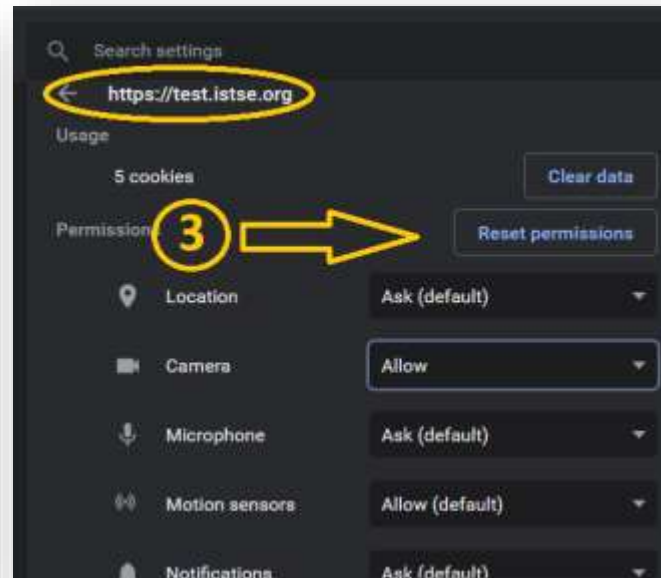 Search settings
https://test.istse.org
Usage
5 cookies
Clear data
Permission
3
Reset permissions
Location
Ask (default)
Camera
Allow
Microphone
Ask (default)
Motion sensors
Allow (default)
Notifications
Ask (default)